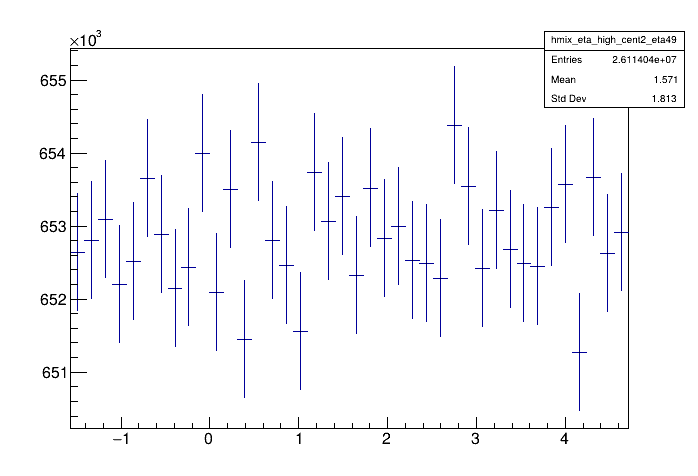 ×10³
hmix_eta_high_cent2_eta49
Entries 2.611404e+07
Mean 1.571
Std Dev 1.813
655
654
653
652
651
−1 0 1 2 3 4